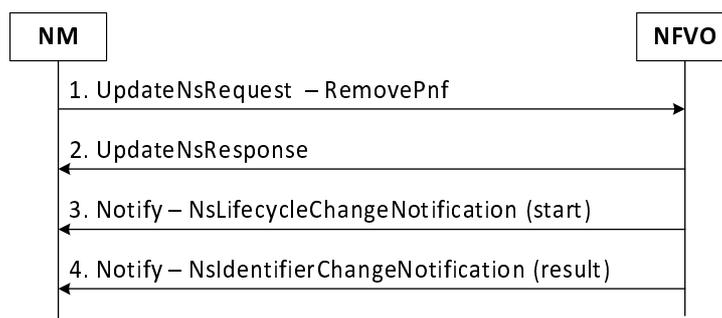 NM
NFVO
1. UpdateNsRequest – RemovePnf
2. UpdateNsResponse
3. Notify – NsLifecycleChangeNotification (start)
4. Notify – NsIdentifierChangeNotification (result)